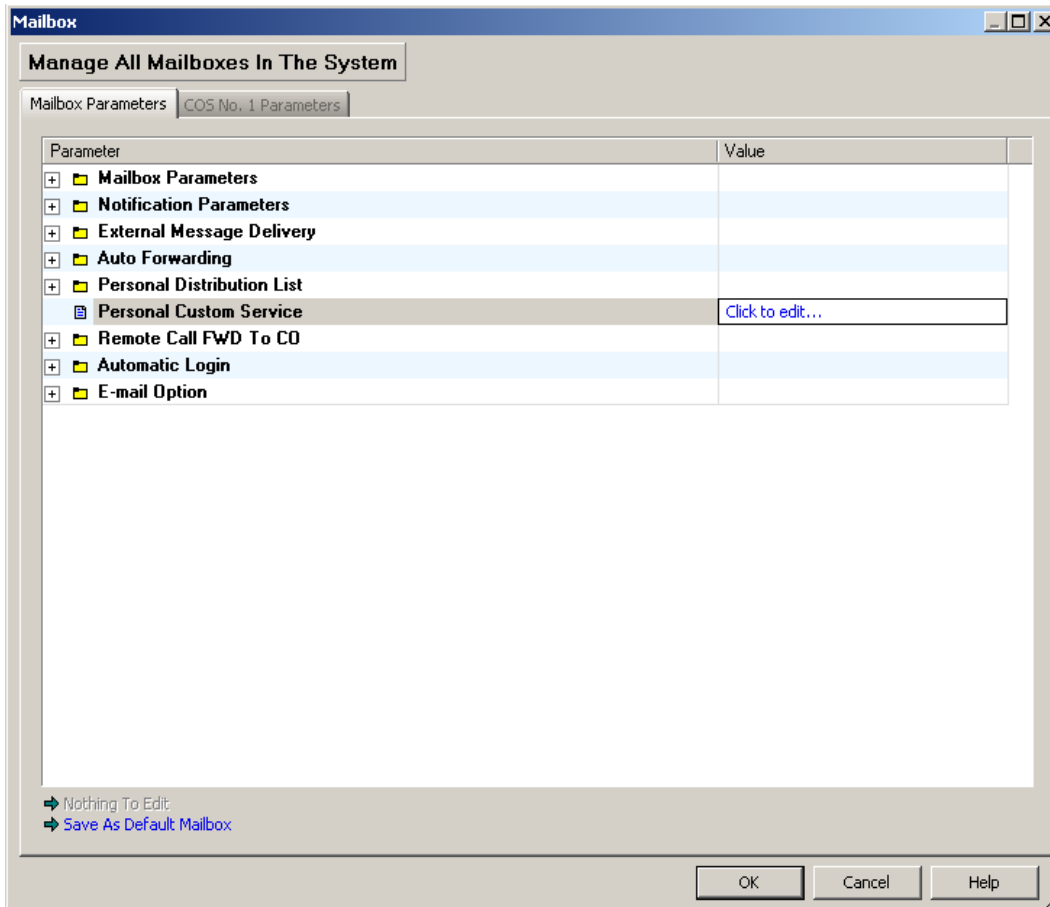 Mailbox
Manage All Mailboxes In The System
Mailbox Parameters COS No. 1 Parameters
Parameter Value
Mailbox Parameters
Notification Parameters
External Message Delivery
Auto Forwarding
Personal Distribution List
Personal Custom Service Click to edit...
Remote Call FWD To CO
Automatic Login
E-mail Option
Nothing To Edit
Save As Default Mailbox
OK Cancel Help